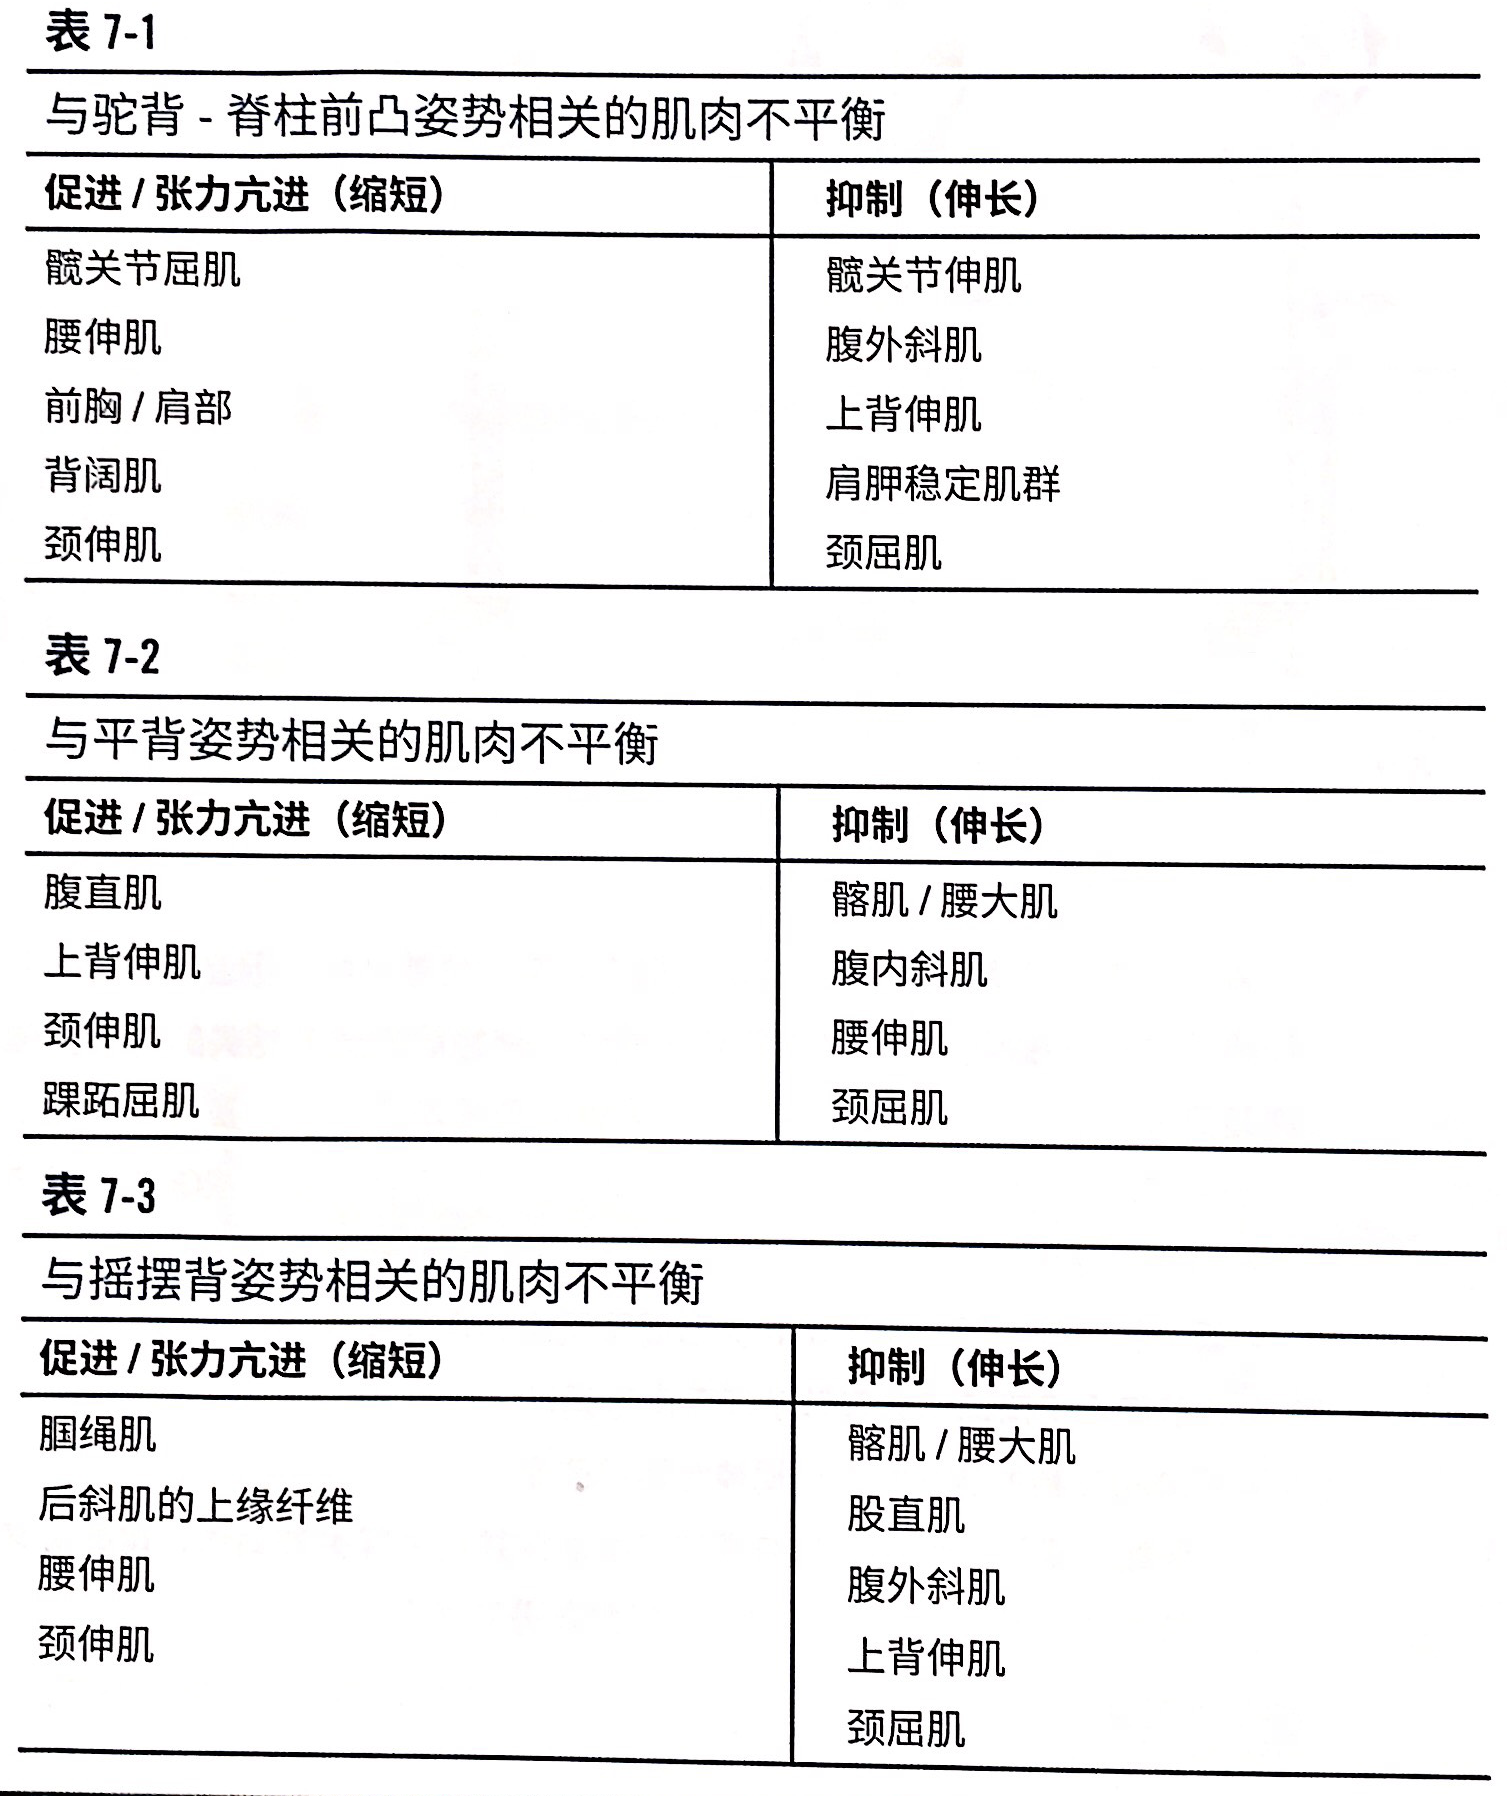 表 7-1
与驼背 - 脊柱前凸姿势相关的肌肉不平衡
促进 / 张力亢进（缩短） 抑制（伸长）
髋关节屈肌 髋关节伸肌
腰伸肌 腹外斜肌
前胸 / 肩部 上背伸肌
背阔肌 肩胛稳定肌群
颈伸肌 颈屈肌
表 7-2
与平背姿势相关的肌肉不平衡
促进 / 张力亢进（缩短） 抑制（伸长）
腹直肌 髂肌 / 腰大肌
上背伸肌 腹内斜肌
颈伸肌 腰伸肌
踝跖屈肌 颈屈肌
表 7-3
与摇摆背姿势相关的肌肉不平衡
促进 / 张力亢进（缩短） 抑制（伸长）
腘绳肌 髂肌 / 腰大肌
后斜肌的上缘纤维 股直肌
腰伸肌 腹外斜肌
颈伸肌 上背伸肌
颈屈肌